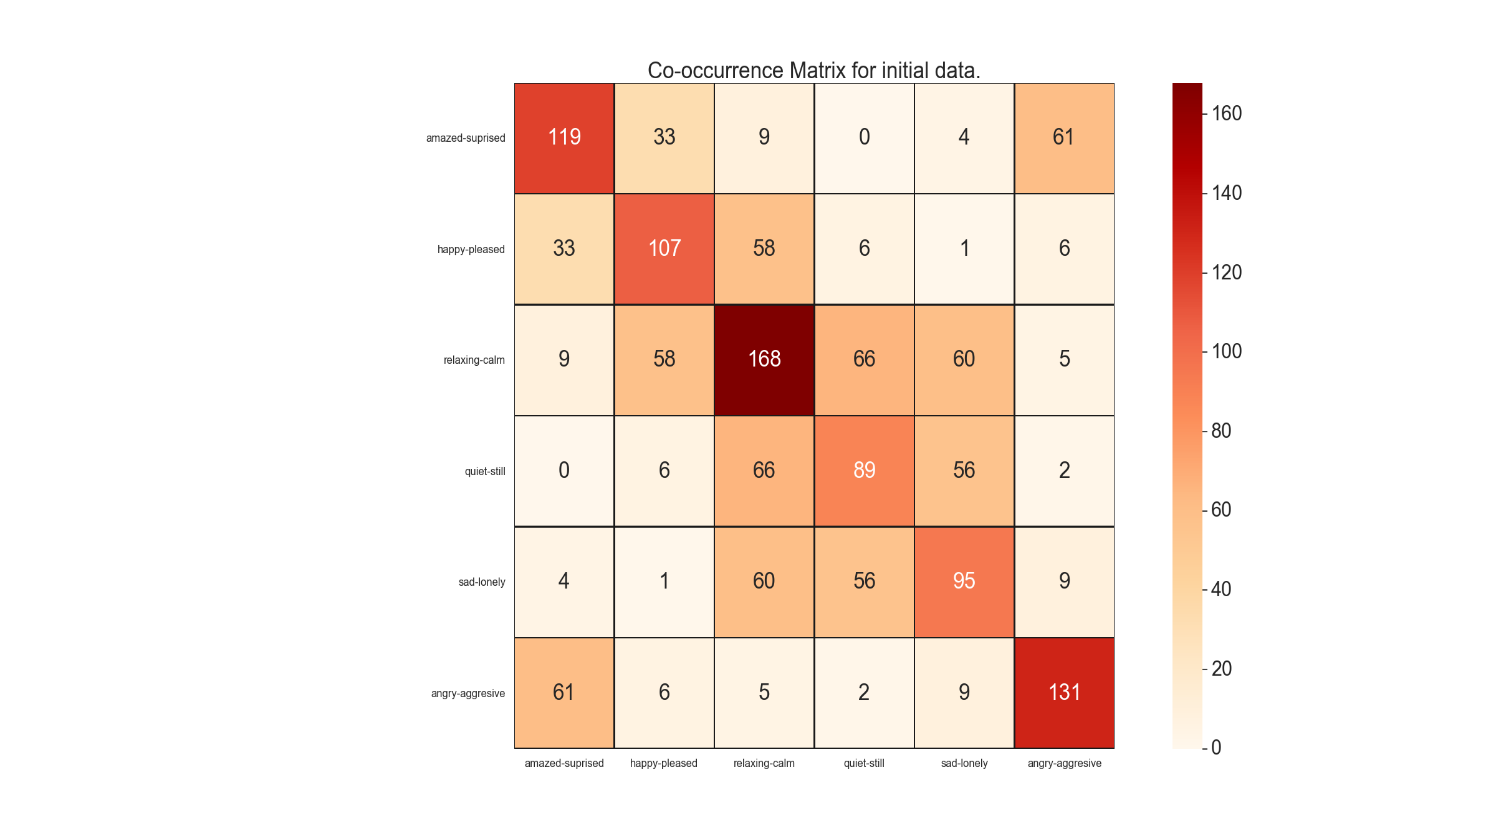 Co-occurrence Matrix for initial data.
amazed-suprised 119 33 9 0 4 61
happy-pleased 33 107 58 6 1 6
relaxing-calm 9 58 168 66 60 5
quiet-still 0 6 66 89 56 2
sad-lonely 4 1 60 56 95 9
angry-aggresive 61 6 5 2 9 131
amazed-suprised happy-pleased relaxing-calm quiet-still sad-lonely angry-aggresive
160
140
120
100
80
60
40
20
0